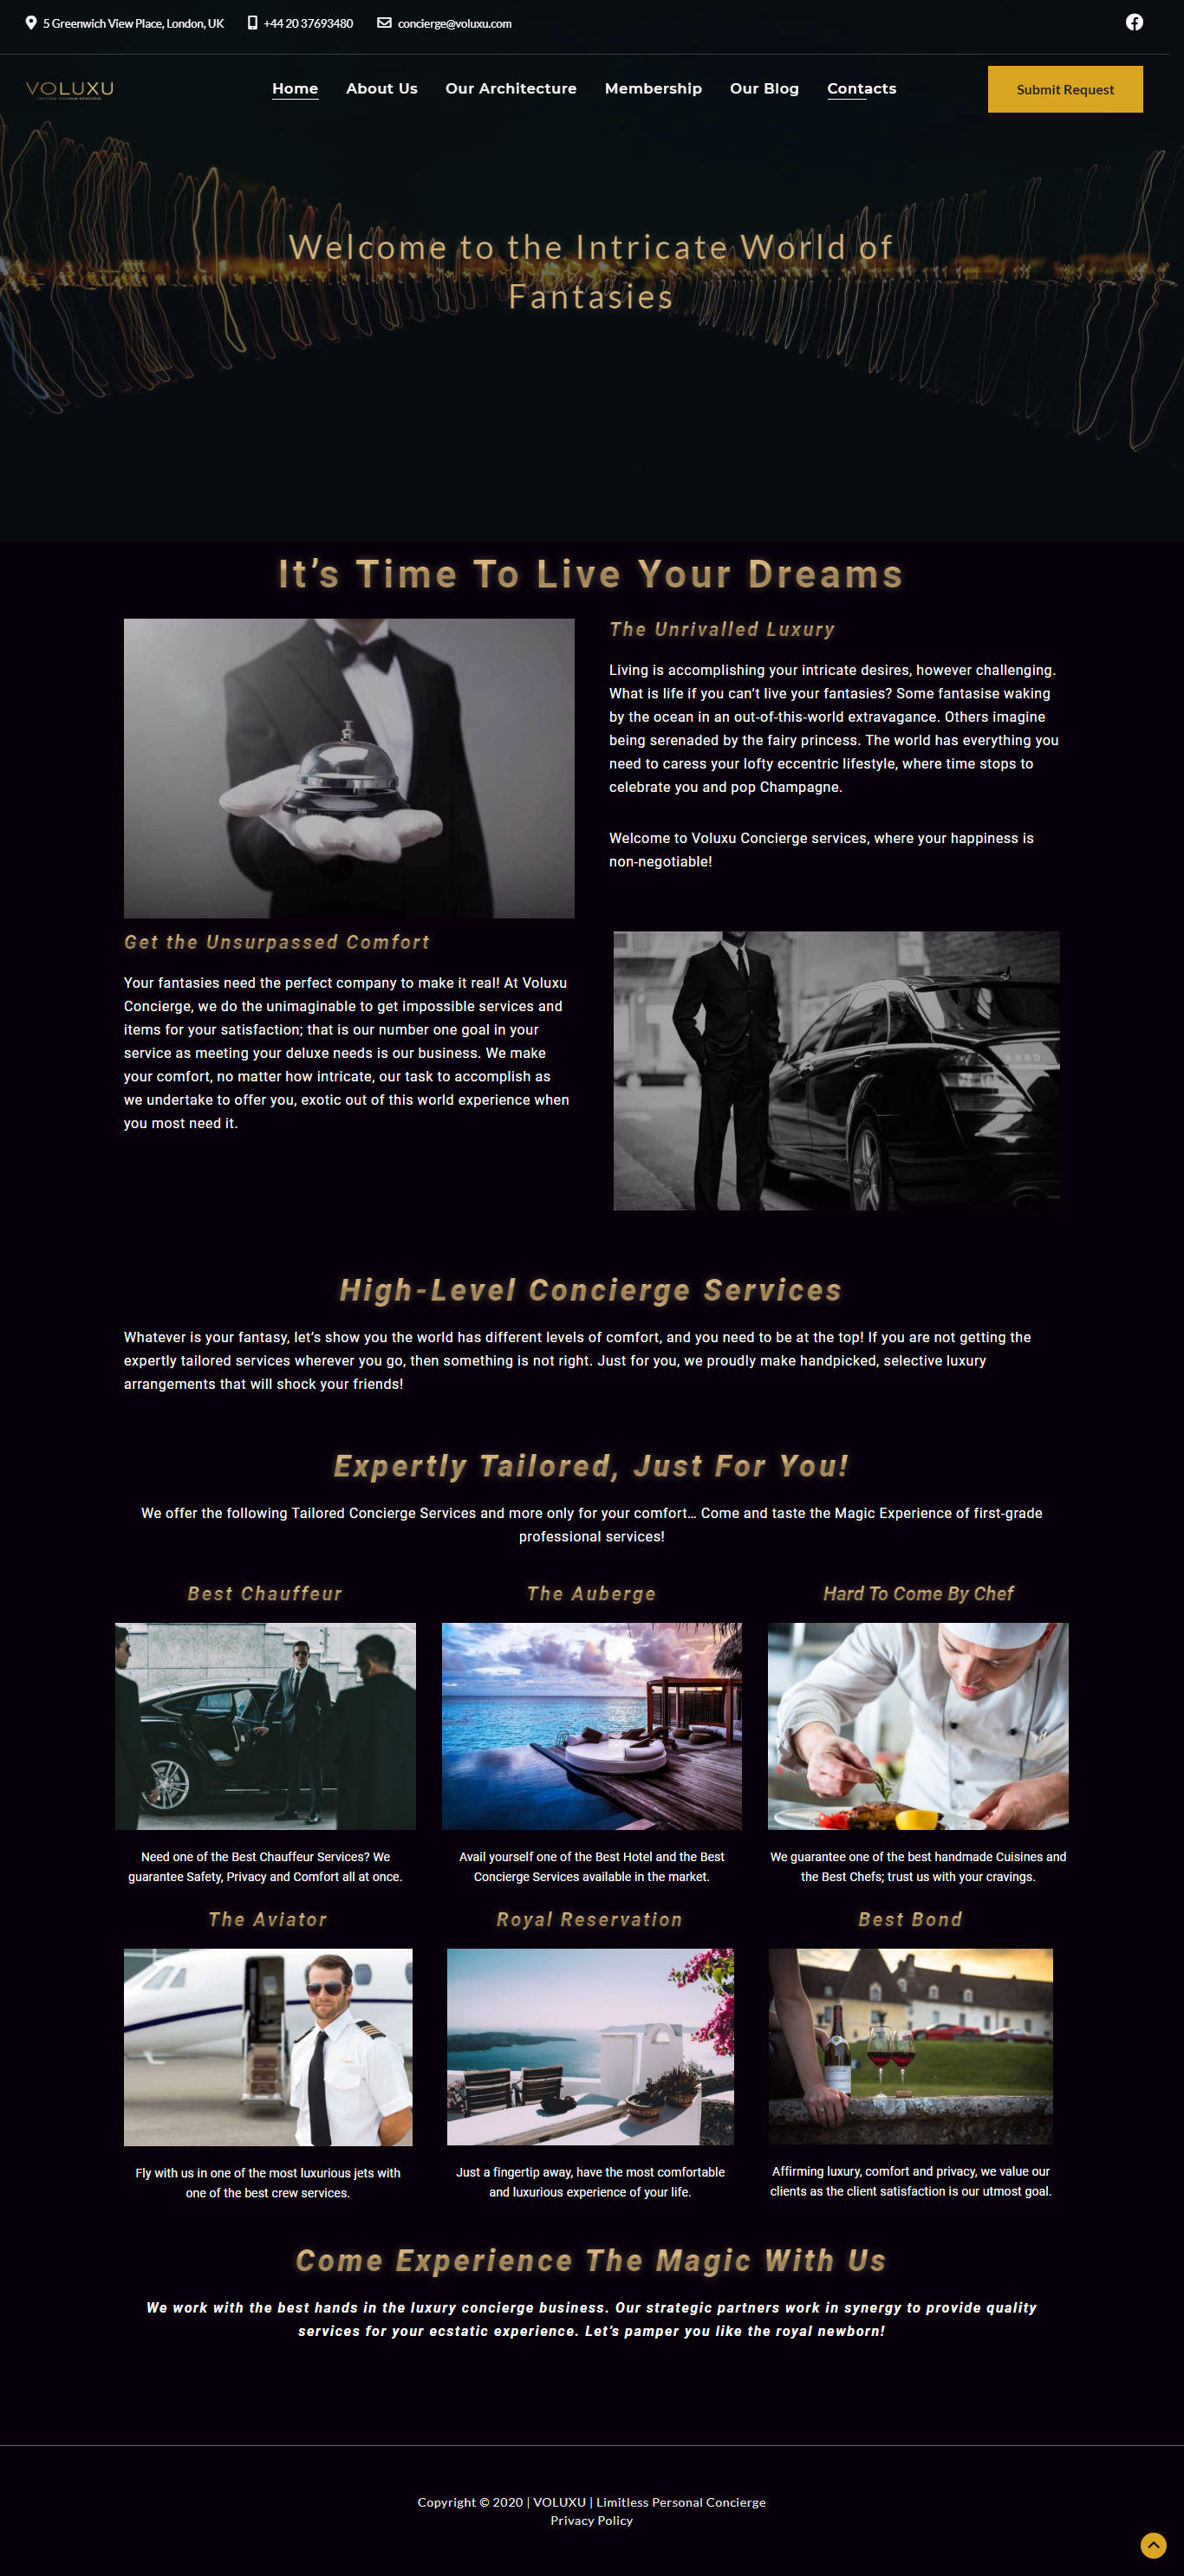 5 Greenwich View Place, London, UK
+44 20 37693480
concierge@voluxu.com
VOLUXU
LIMITLESS PERSONAL CONCIERGE
Home
About Us
Our Architecture
Membership
Our Blog
Contacts
Submit Request
Welcome to the Intricate World of
Fantasies
It’s Time To Live Your Dreams
The Unrivalled Luxury
Living is accomplishing your intricate desires, however challenging.
What is life if you can’t live your fantasies? Some fantasise waking
by the ocean in an out-of-this-world extravagance. Others imagine
being serenaded by the fairy princess. The world has everything you
need to caress your lofty eccentric lifestyle, where time stops to
celebrate you and pop Champagne.
Welcome to Voluxu Concierge services, where your happiness is
non-negotiable!
Get the Unsurpassed Comfort
Your fantasies need the perfect company to make it real! At Voluxu
Concierge, we do the unimaginable to get impossible services and
items for your satisfaction; that is our number one goal in your
service as meeting your deluxe needs is our business. We make
your comfort, no matter how intricate, our task to accomplish as
we undertake to offer you, exotic out of this world experience when
you most need it.
High-Level Concierge Services
Whatever is your fantasy, let’s show you the world has different levels of comfort, and you need to be at the top! If you are not getting the
expertly tailored services wherever you go, then something is not right. Just for you, we proudly make handpicked, selective luxury
arrangements that will shock your friends!
Expertly Tailored, Just For You!
We offer the following Tailored Concierge Services and more only for your comfort… Come and taste the Magic Experience of first-grade
professional services!
Best Chauffeur
Need one of the Best Chauffeur Services? We
guarantee Safety, Privacy and Comfort all at once.
The Auberge
Avail yourself one of the Best Hotel and the Best
Concierge Services available in the market.
Hard To Come By Chef
We guarantee one of the best handmade Cuisines and
the Best Chefs; trust us with your cravings.
The Aviator
Fly with us in one of the most luxurious jets with
one of the best crew services.
Royal Reservation
Just a fingertip away, have the most comfortable
and luxurious experience of your life.
Best Bond
Affirming luxury, comfort and privacy, we value our
clients as the client satisfaction is our utmost goal.
Come Experience The Magic With Us
We work with the best hands in the luxury concierge business. Our strategic partners work in synergy to provide quality
services for your ecstatic experience. Let’s pamper you like the royal newborn!
Copyright © 2020 | VOLUXU | Limitless Personal Concierge
Privacy Policy